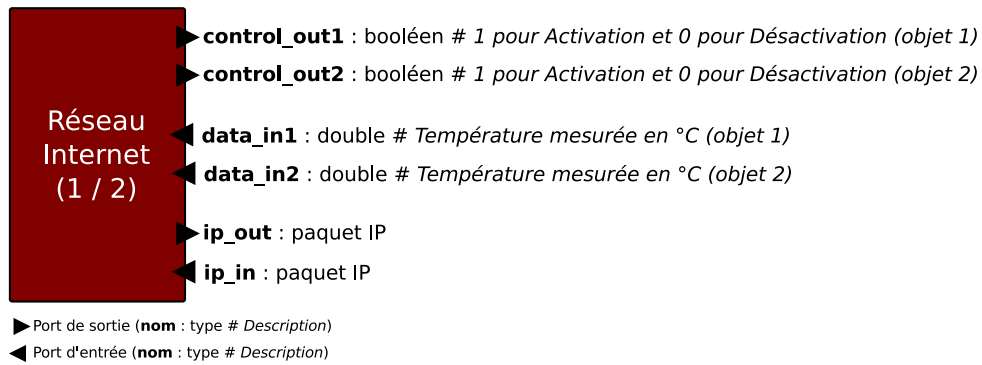 Réseau
Internet
(1 / 2)
control_out1 : booléen # 1 pour Activation et 0 pour Désactivation (objet 1)
control_out2 : booléen # 1 pour Activation et 0 pour Désactivation (objet 2)
data_in1 : double # Température mesurée en °C (objet 1)
data_in2 : double # Température mesurée en °C (objet 2)
ip_out : paquet IP
ip_in : paquet IP
Port de sortie (nom : type # Description)
Port d'entrée (nom : type # Description)